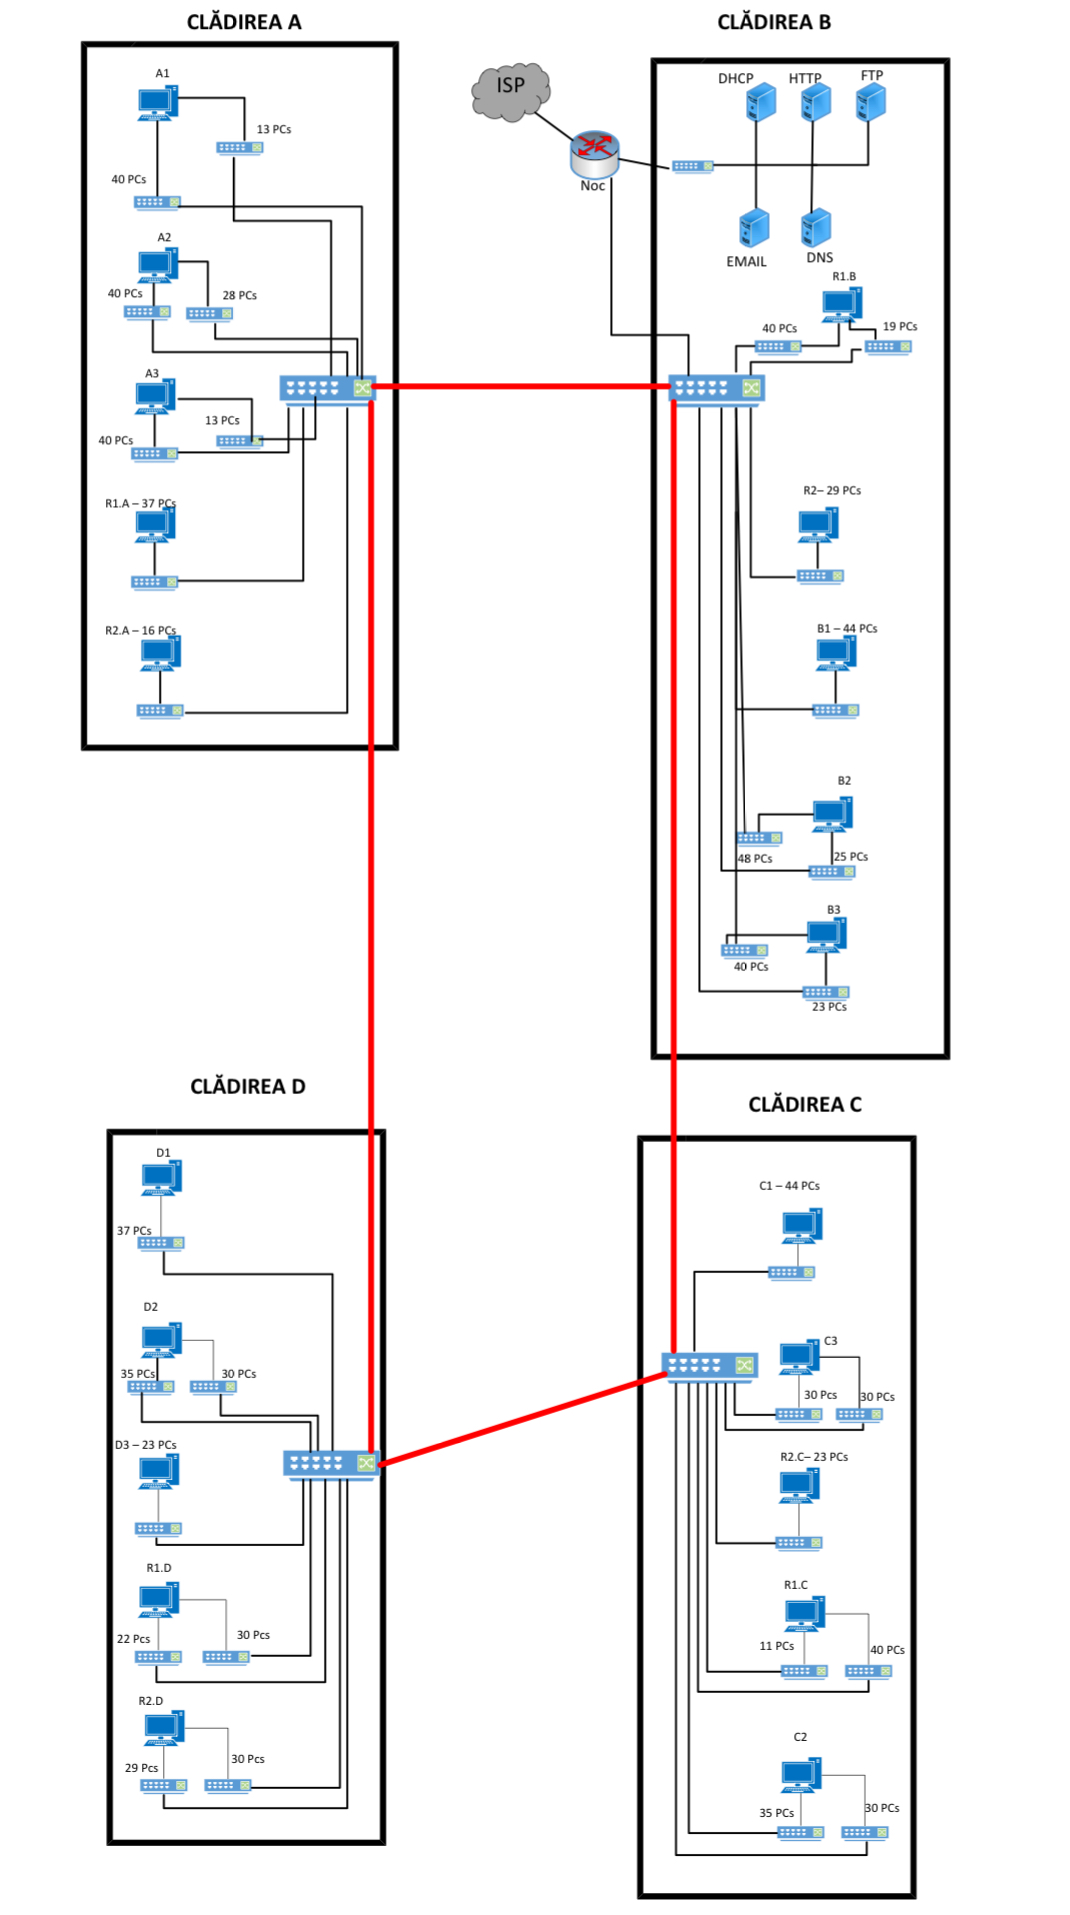 CLĂDIREA A
A1
13 PCs
40 PCs
A2
40 PCs
28 PCs
A3
13 PCs
40 PCs
R1.A – 37 PCs
R2.A – 16 PCs
ISP
Noc
CLĂDIREA B
DHCP
HTTP
FTP
EMAIL
DNS
R1.B
40 PCs
19 PCs
R2– 29 PCs
B1 – 44 PCs
B2
48 PCs
25 PCs
B3
40 PCs
23 PCs
CLĂDIREA D
D1
37 PCs
D2
35 PCs
30 PCs
D3 – 23 PCs
R1.D
22 Pcs
30 Pcs
R2.D
29 Pcs
30 Pcs
CLĂDIREA C
C1 – 44 PCs
C3
30 Pcs
30 PCs
R2.C– 23 PCs
R1.C
11 PCs
40 PCs
C2
35 PCs
30 PCs